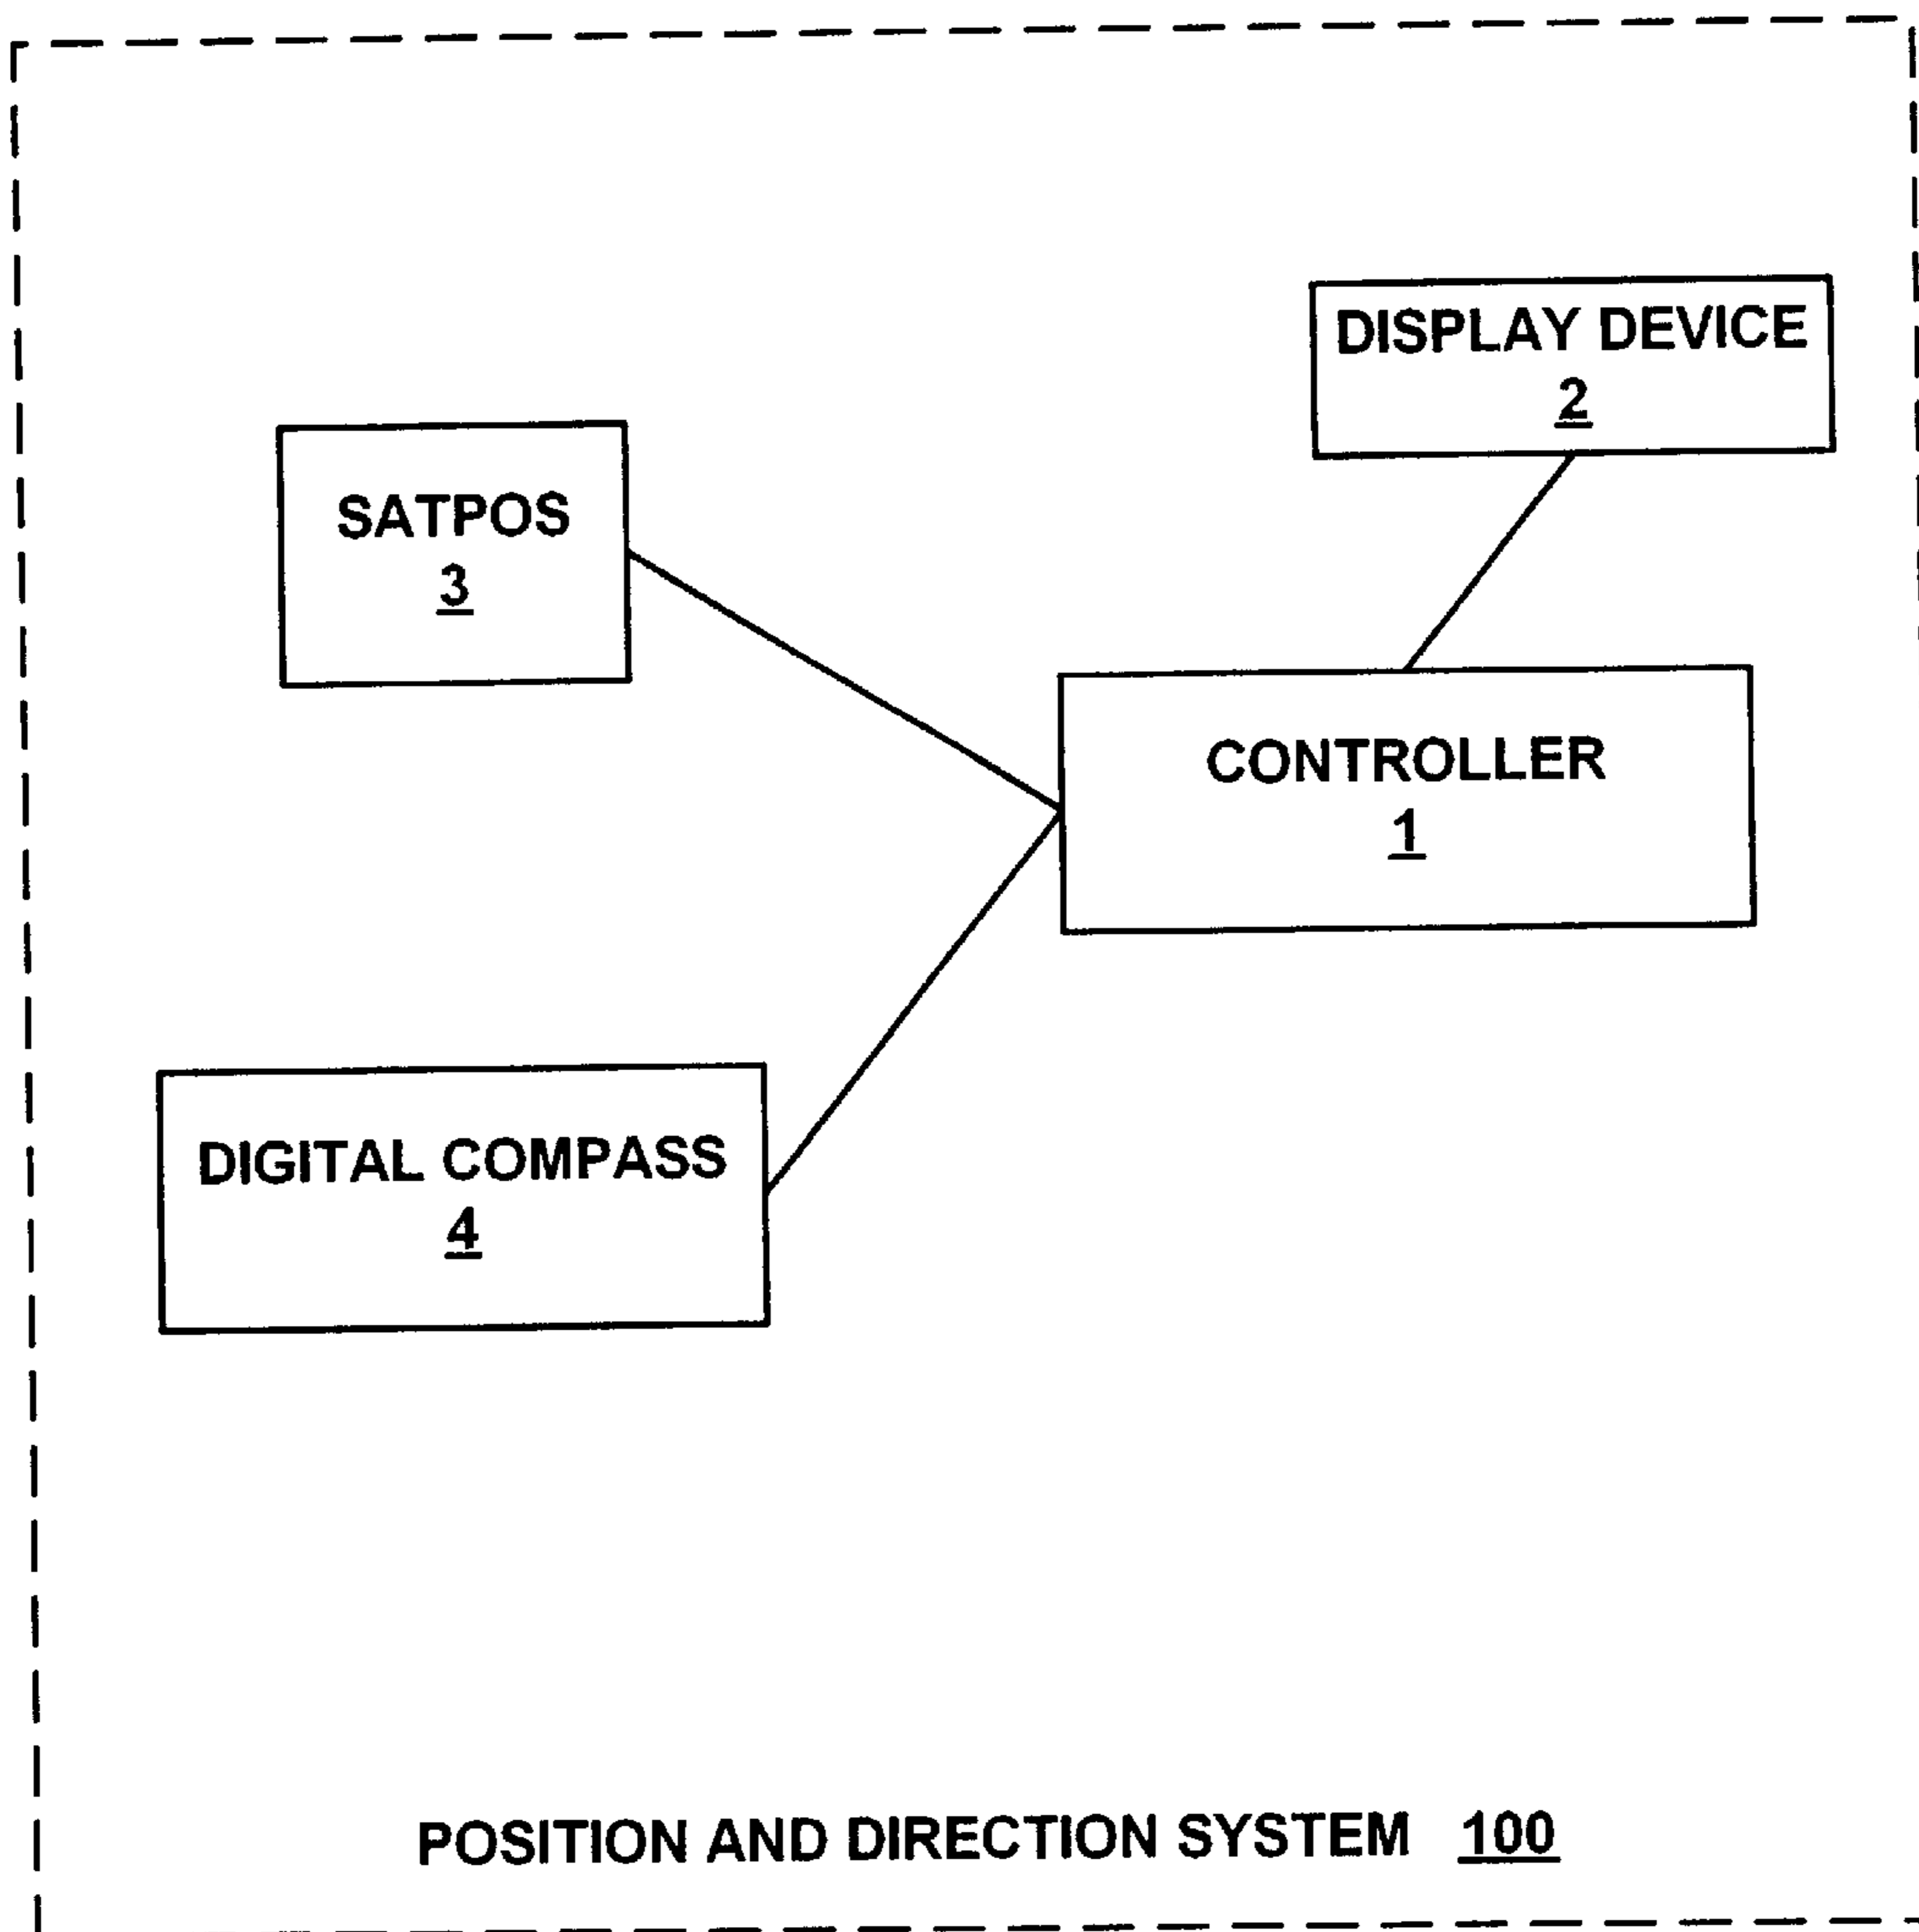 DISPLAY DEVICE
2
SATPOS
3
CONTROLLER
1
DIGITAL COMPASS
4
POSITION AND DIRECTION SYSTEM 100